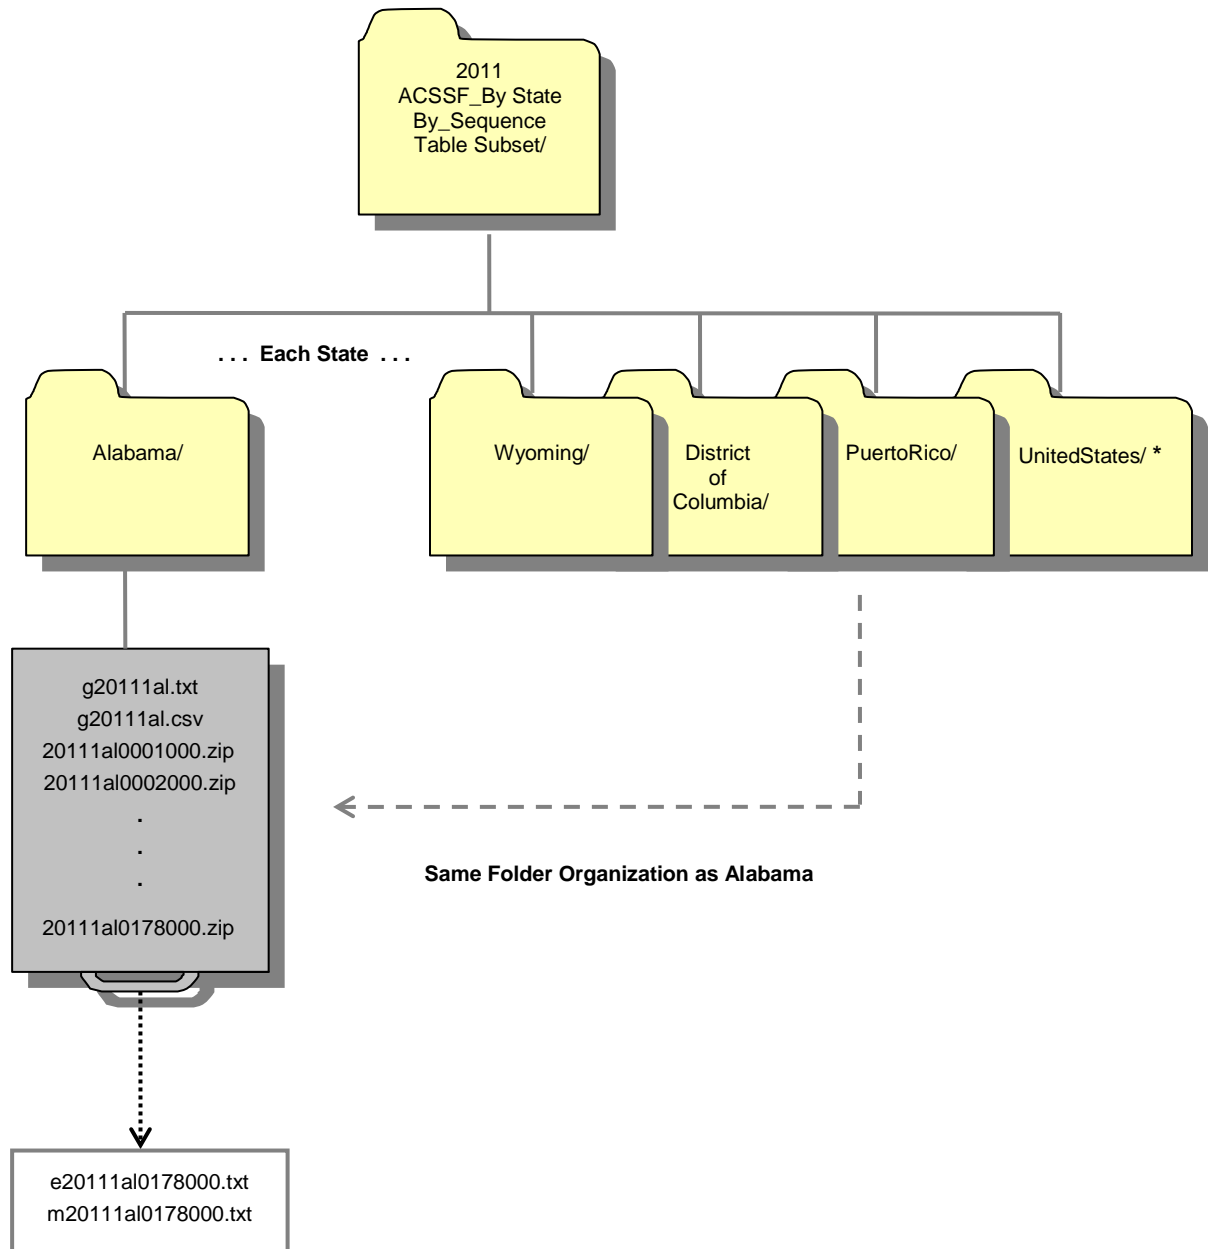 2011
ACSSF_By State
By_Sequence
Table Subset/
. . . Each State . . .
Alabama/
Wyoming/
District
of
Columbia/
PuertoRico/
UnitedStates/ *
g20111al.txt
g20111al.csv
20111al0001000.zip
20111al0002000.zip
.
.
.
20111al0178000.zip
Same Folder Organization as Alabama
e20111al0178000.txt
m20111al0178000.txt